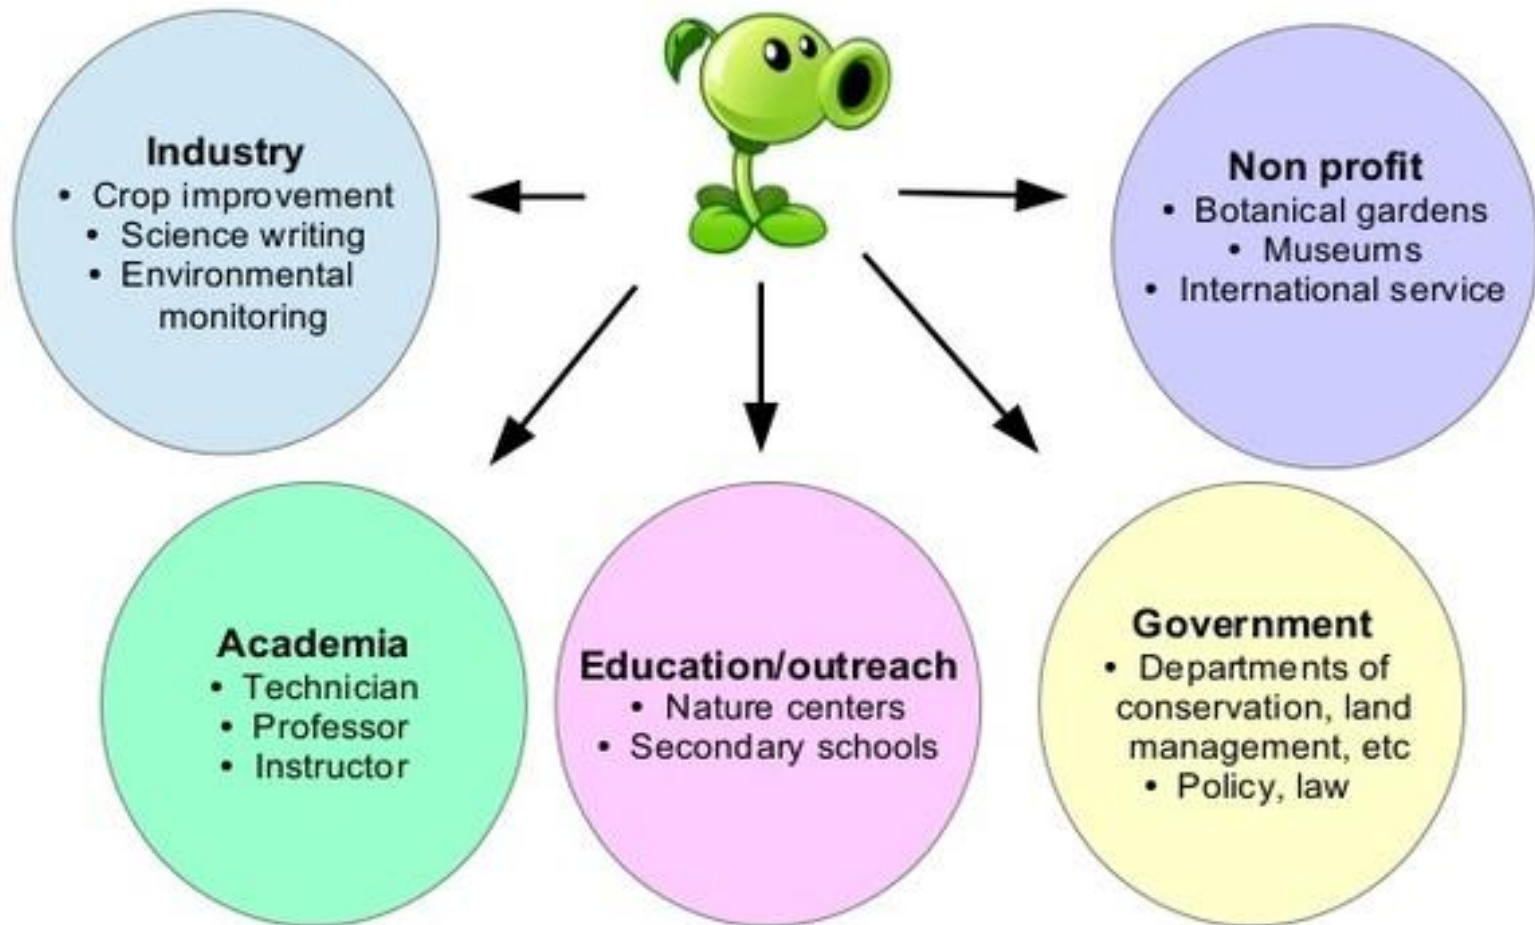 Industry
• Crop improvement
• Science writing
• Environmental
monitoring
Non profit
• Botanical gardens
• Museums
• International service
Academia
• Technician
• Professor
• Instructor
Education/outreach
• Nature centers
• Secondary schools
Government
• Departments of
conservation, land
management, etc
• Policy, law